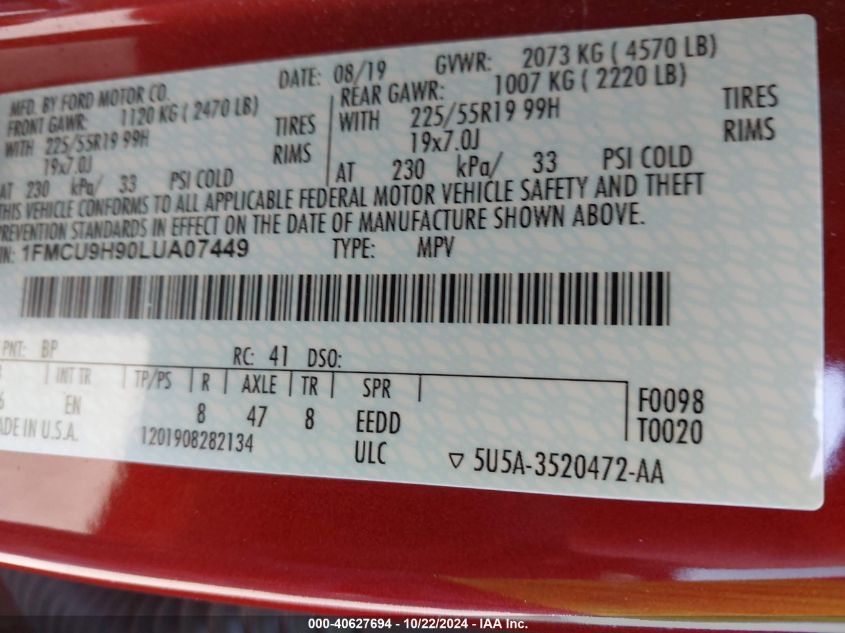 MFD. BY FORD MOTOR CO. DATE: 08/19 GVWR: 2073 KG ( 4570 LB)
FRONT GAWR: 1120 KG ( 2470 LB) REAR GAWR: 1007 KG ( 2220 LB)
WITH 225/55R19 99H TIRES WITH 225/55R19 99H TIRES
19x7.0J RIMS 19x7.0J RIMS
AT 230 kPa/ 33 PSI COLD AT 230 kPa/ 33 PSI COLD
THIS VEHICLE CONFORMS TO ALL APPLICABLE FEDERAL MOTOR VEHICLE SAFETY AND THEFT
PREVENTION STANDARDS IN EFFECT ON THE DATE OF MANUFACTURE SHOWN ABOVE.
IN: 1FMCU9H90LUA07449 TYPE: MPV
PNT: BP RC: 41 DSO:
INT TR TP/PS R AXLE TR SPR F0098
6 EN 8 47 8 EEDD T0020
ADE IN U.S.A. 1201908282134 ULC ▽ 5U5A-3520472-AA
000-40627694 - 10/22/2024 - IAA, Inc.